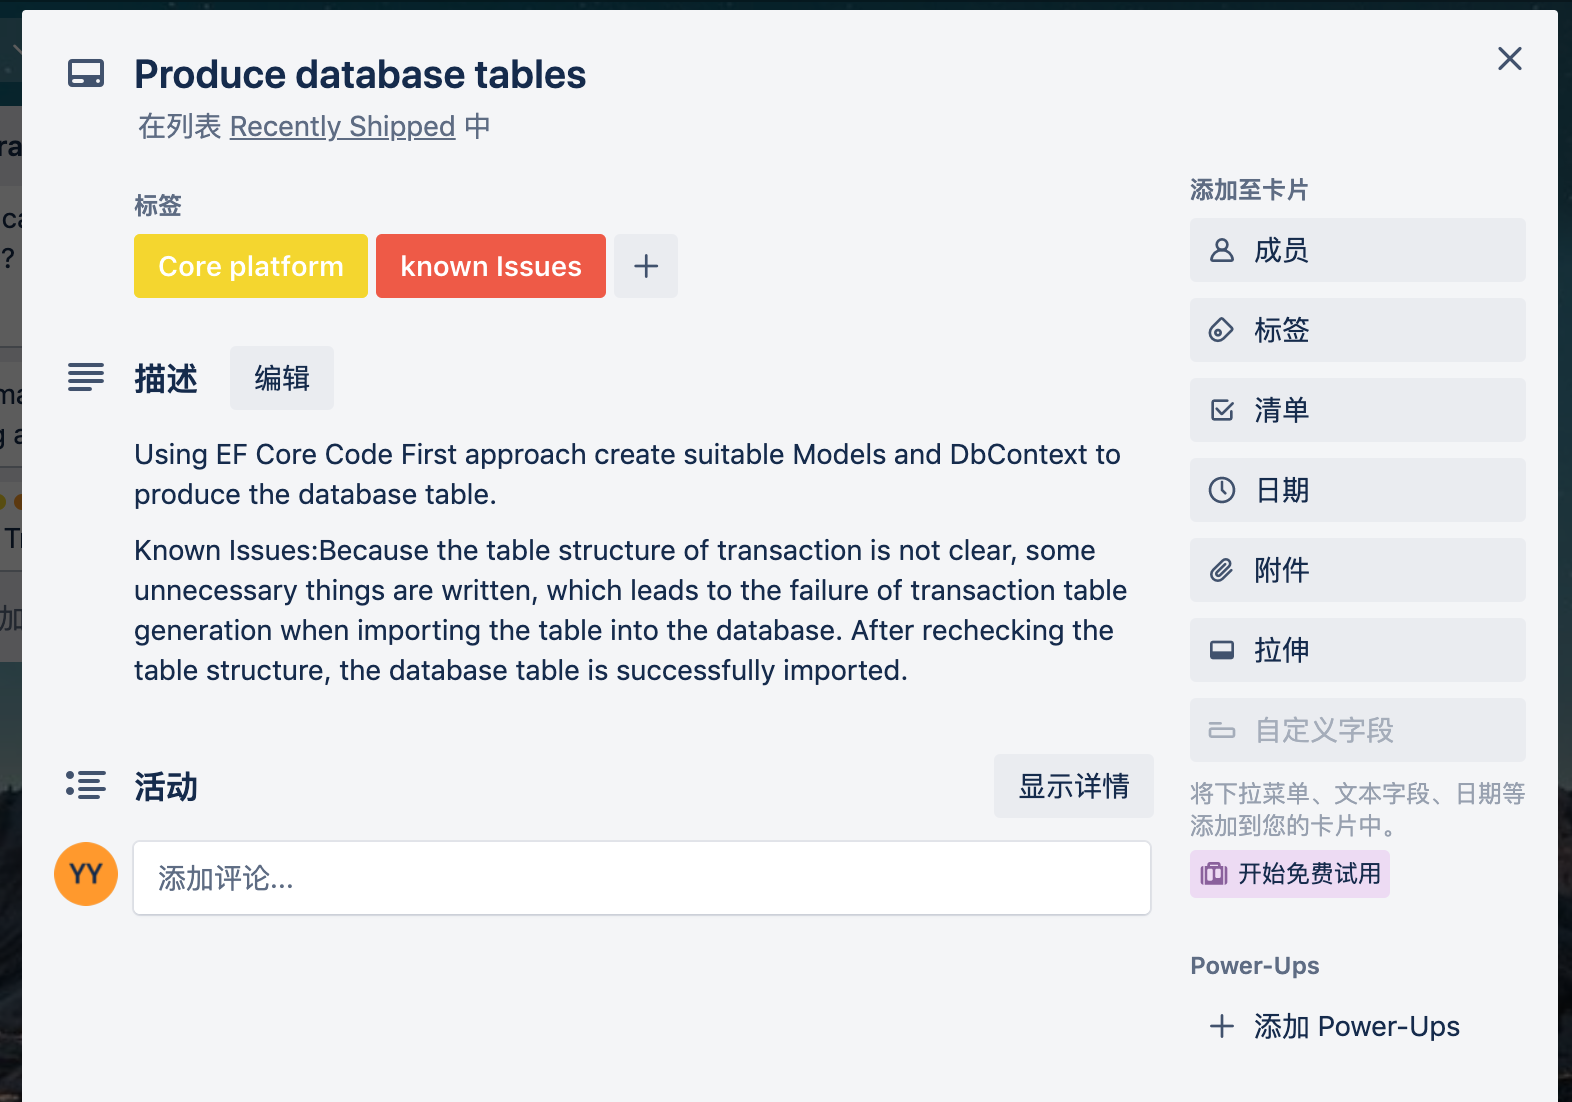 Produce database tables
在列表 Recently Shipped 中
标签
Core platform
known Issues
描述
编辑
Using EF Core Code First approach create suitable Models and DbContext to
produce the database table.
Known Issues:Because the table structure of transaction is not clear, some
unnecessary things are written, which leads to the failure of transaction table
generation when importing the table into the database. After rechecking the
table structure, the database table is successfully imported.
活动
显示详情
YY
添加评论...
添加至卡片
成员
标签
清单
日期
附件
拉伸
自定义字段
将下拉菜单、文本字段、日期等
添加到您的卡片中。
开始免费试用
Power-Ups
添加 Power-Ups